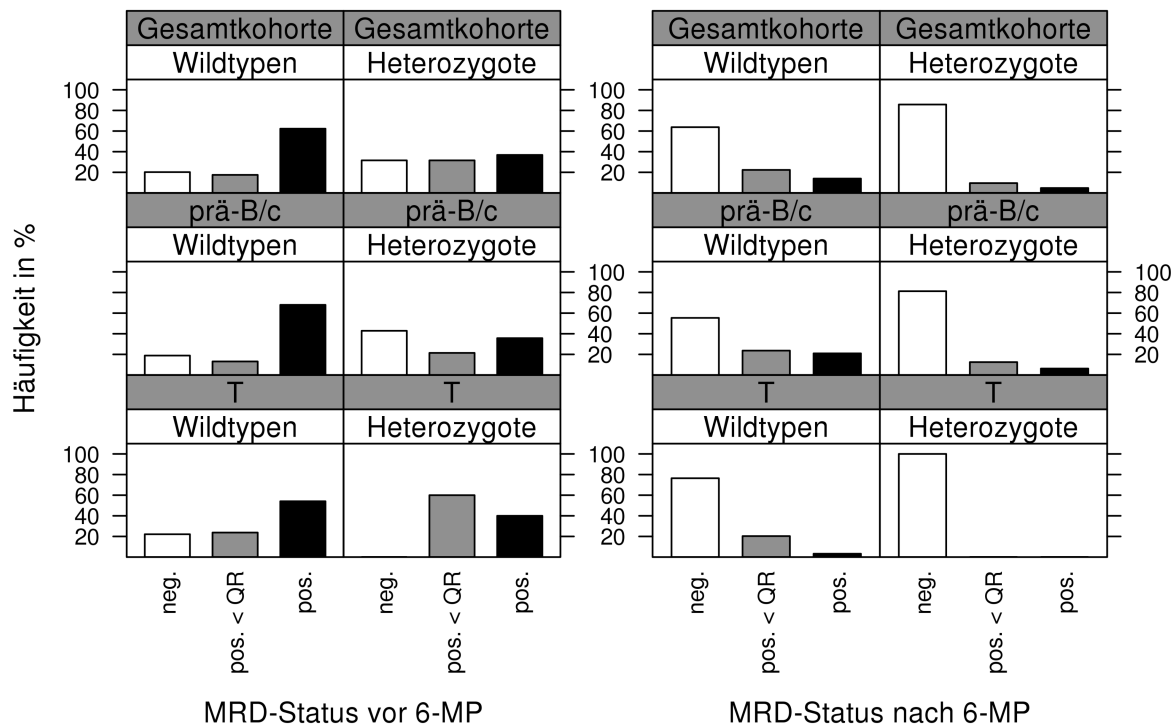 Gesamtkohorte Gesamtkohorte Gesamtkohorte Gesamtkohorte
Wildtypen Heterozygote Wildtypen Heterozygote
100 100
80 80
60 60
40 40
20 20
prä-B/c prä-B/c prä-B/c prä-B/c
Wildtypen Heterozygote Wildtypen Heterozygote
100 100
80 80
60 60
40 40
20 20
T T T T
Wildtypen Heterozygote Wildtypen Heterozygote
100 100
80 80
60 60
40 40
20 20
Häufigkeit in %
neg. pos. < QR pos. neg. pos. < QR pos. neg. pos. < QR pos. neg. pos. < QR pos.
MRD-Status vor 6-MP MRD-Status nach 6-MP